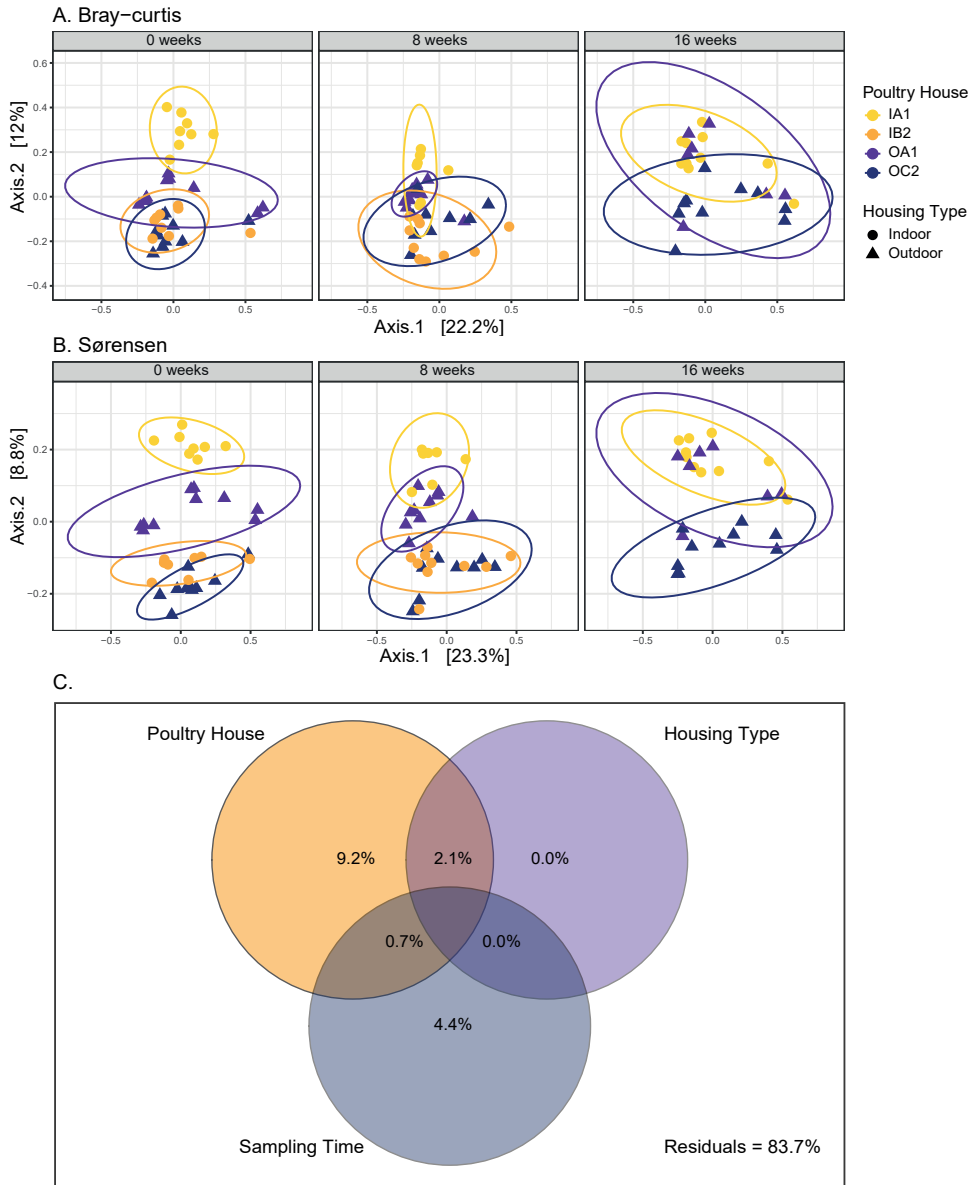 A. Bray−curtis
0 weeks
8 weeks
16 weeks
0.6
0.4
0.2
0.0
−0.2
−0.4
Axis.2 [12%]
−0.5
0.0
0.5
−0.5
0.0
0.5
−0.5
0.0
0.5
Axis.1 [22.2%]
Poultry House
IA1
IB2
OA1
OC2
Housing Type
Indoor
Outdoor
B. Sørensen
0 weeks
8 weeks
16 weeks
0.2
0.0
−0.2
Axis.2 [8.8%]
−0.5
0.0
0.5
−0.5
0.0
0.5
−0.5
0.0
0.5
Axis.1 [23.3%]
C.
Poultry House
Housing Type
9.2%
2.1%
0.0%
0.7%
0.0%
4.4%
Sampling Time
Residuals = 83.7%